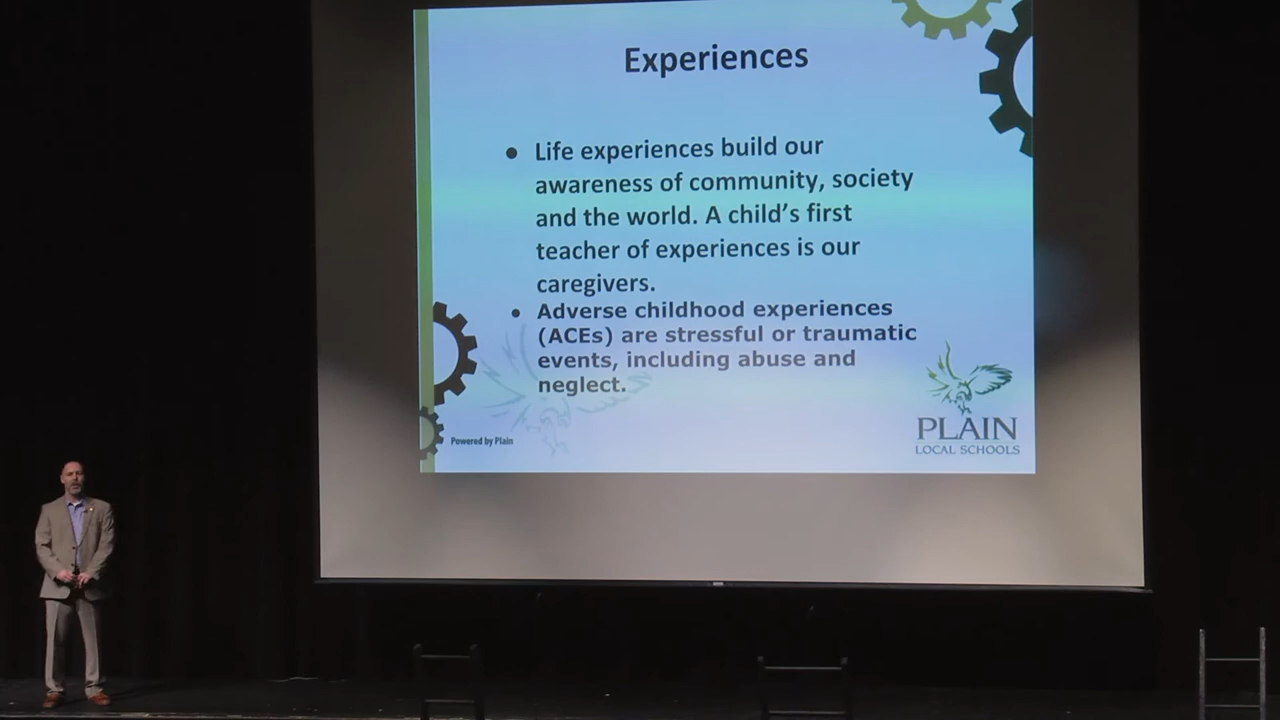 Experiences
● Life experiences build our
awareness of community, society
and the world. A child’s first
teacher of experiences is our
caregivers.
● Adverse childhood experiences
(ACEs) are stressful or traumatic
events, including abuse and
neglect.
Powered by Plain
PLAIN
LOCAL SCHOOLS